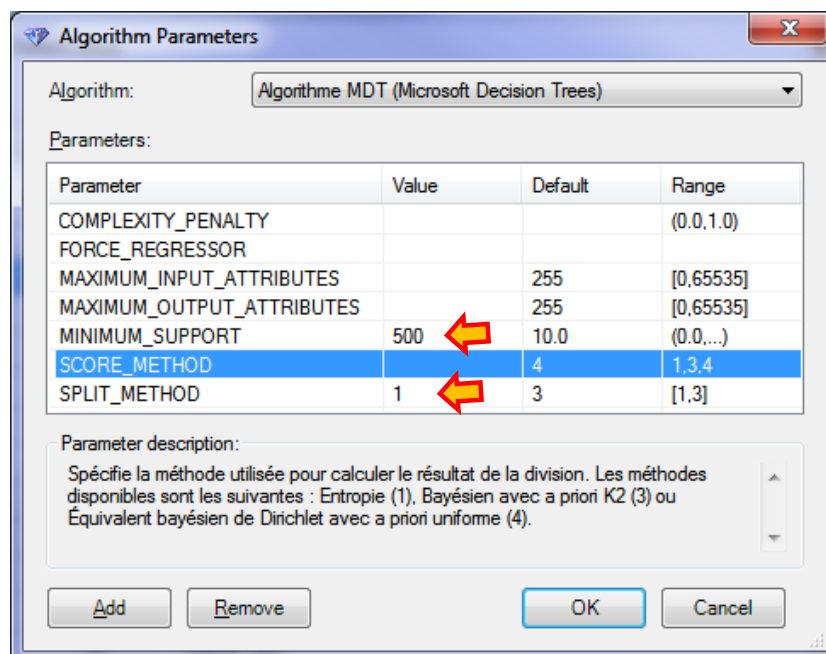 Algorithm Parameters
Algorithm: Algorithme MDT (Microsoft Decision Trees)
Parameters:
Parameter Value Default Range
COMPLEXITY_PENALTY (0.0,1.0)
FORCE_REGRESSOR
MAXIMUM_INPUT_ATTRIBUTES 255 [0,65535]
MAXIMUM_OUTPUT_ATTRIBUTES 255 [0,65535]
MINIMUM_SUPPORT 500 10.0 (0.0,...)
SCORE_METHOD 4 1,3,4
SPLIT_METHOD 1 3 [1,3]
Parameter description:
Spécifie la méthode utilisée pour calculer le résultat de la division. Les méthodes
disponibles sont les suivantes : Entropie (1), Bayésien avec a priori K2 (3) ou
Équivalent bayésien de Dirichlet avec a priori uniforme (4).
Add Remove OK Cancel